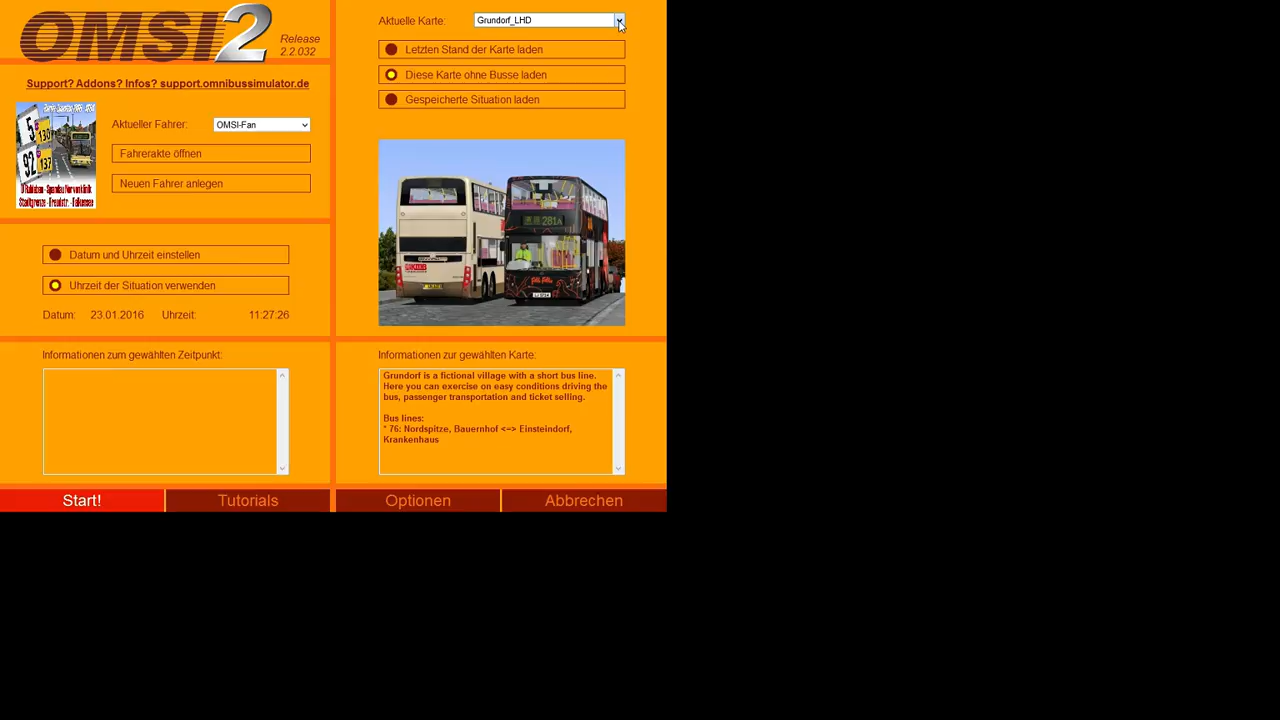 OMSI 2
Release
2.2.032
Support? Addons? Infos? support.omnibussimulator.de
5
130
92
137
Aktueller Fahrer:
OMSI-Fan
Fahrerakte öffnen
Neuen Fahrer anlegen
Datum und Uhrzeit einstellen
Uhrzeit der Situation verwenden
Datum: 23.01.2016 Uhrzeit: 11:27:26
Informationen zum gewählten Zeitpunkt:
Aktuelle Karte: Grundorf_LHD
Letzten Stand der Karte laden
Diese Karte ohne Busse laden
Gespeicherte Situation laden
281A
Informationen zur gewählten Karte:
Grundorf is a fictional village with a short bus line.
Here you can exercise on easy conditions driving the
bus, passenger transportation and ticket selling.
Bus lines:
* 76: Nordspitze, Bauernhof <=> Einsteindorf,
Krankenhaus
Start!
Tutorials
Optionen
Abbrechen